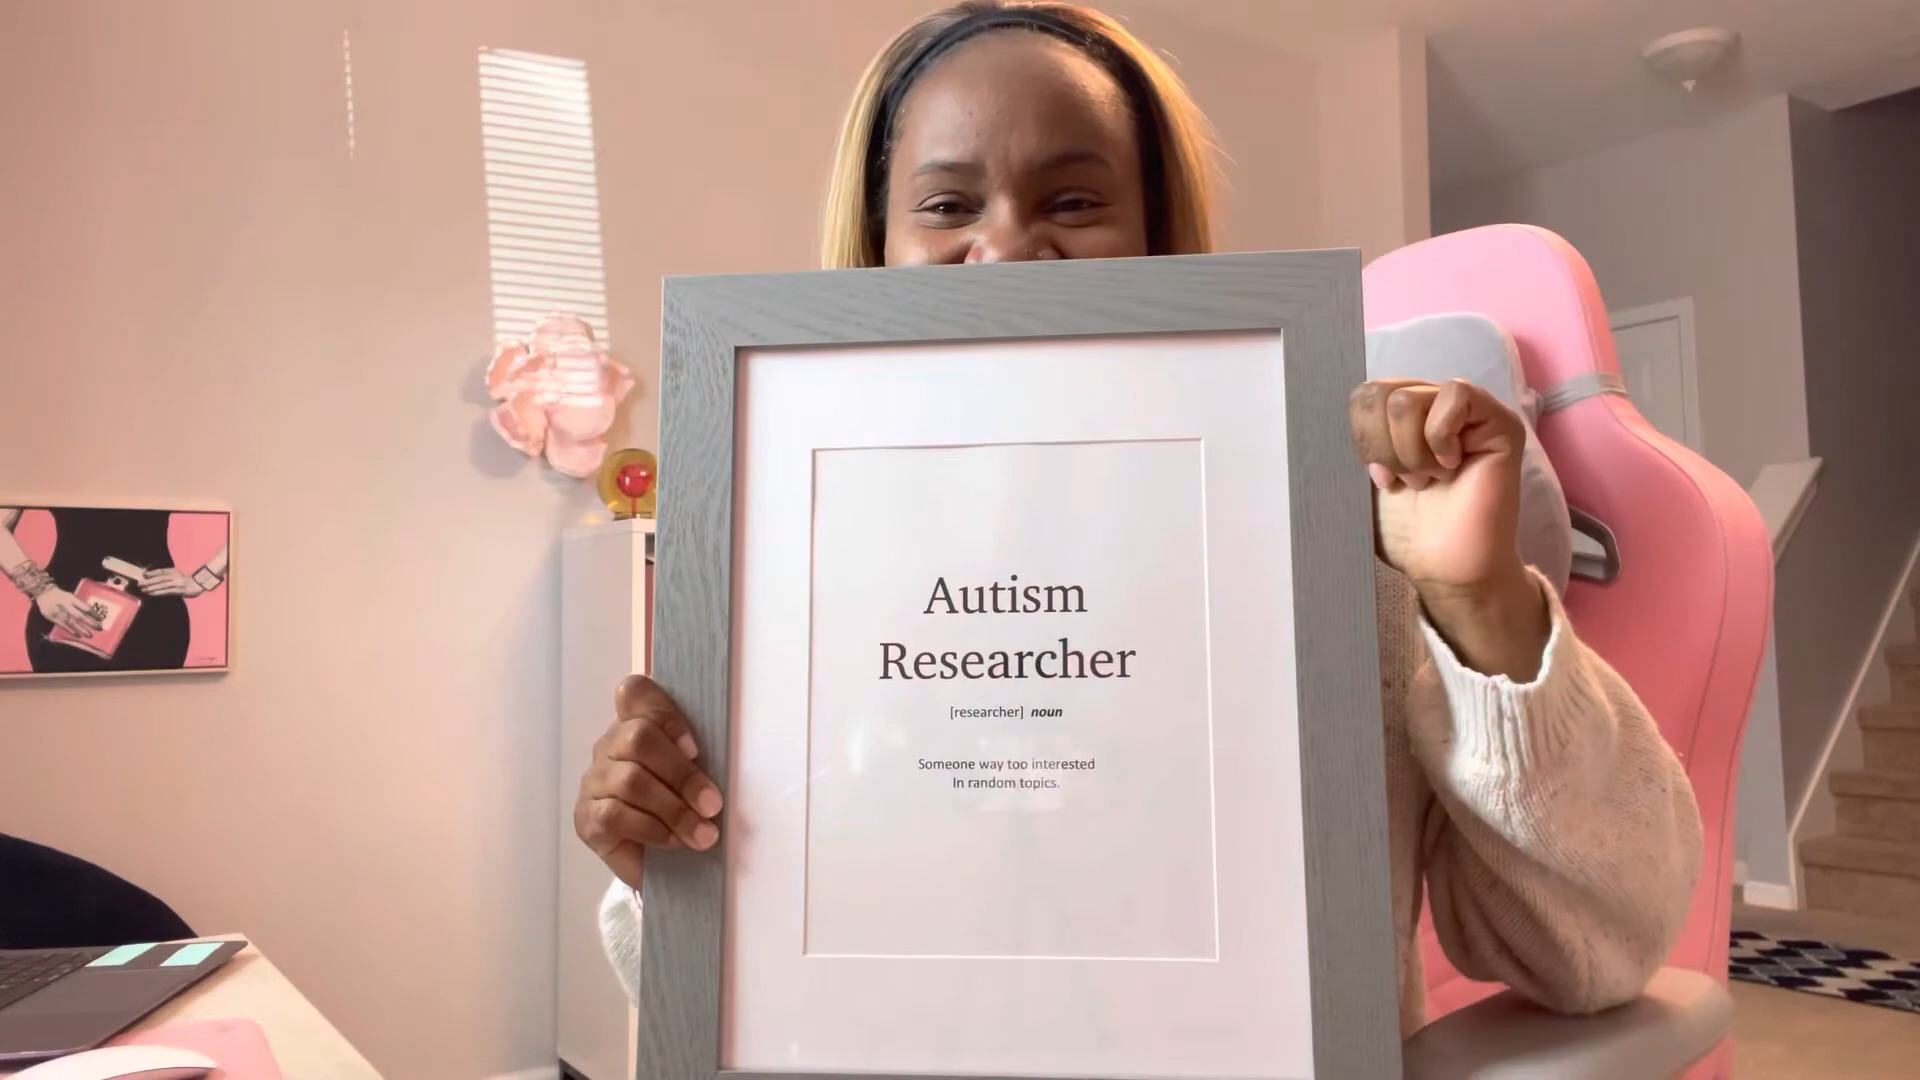 Autism
Researcher
[researcher] noun
Someone way too interested
In random topics.